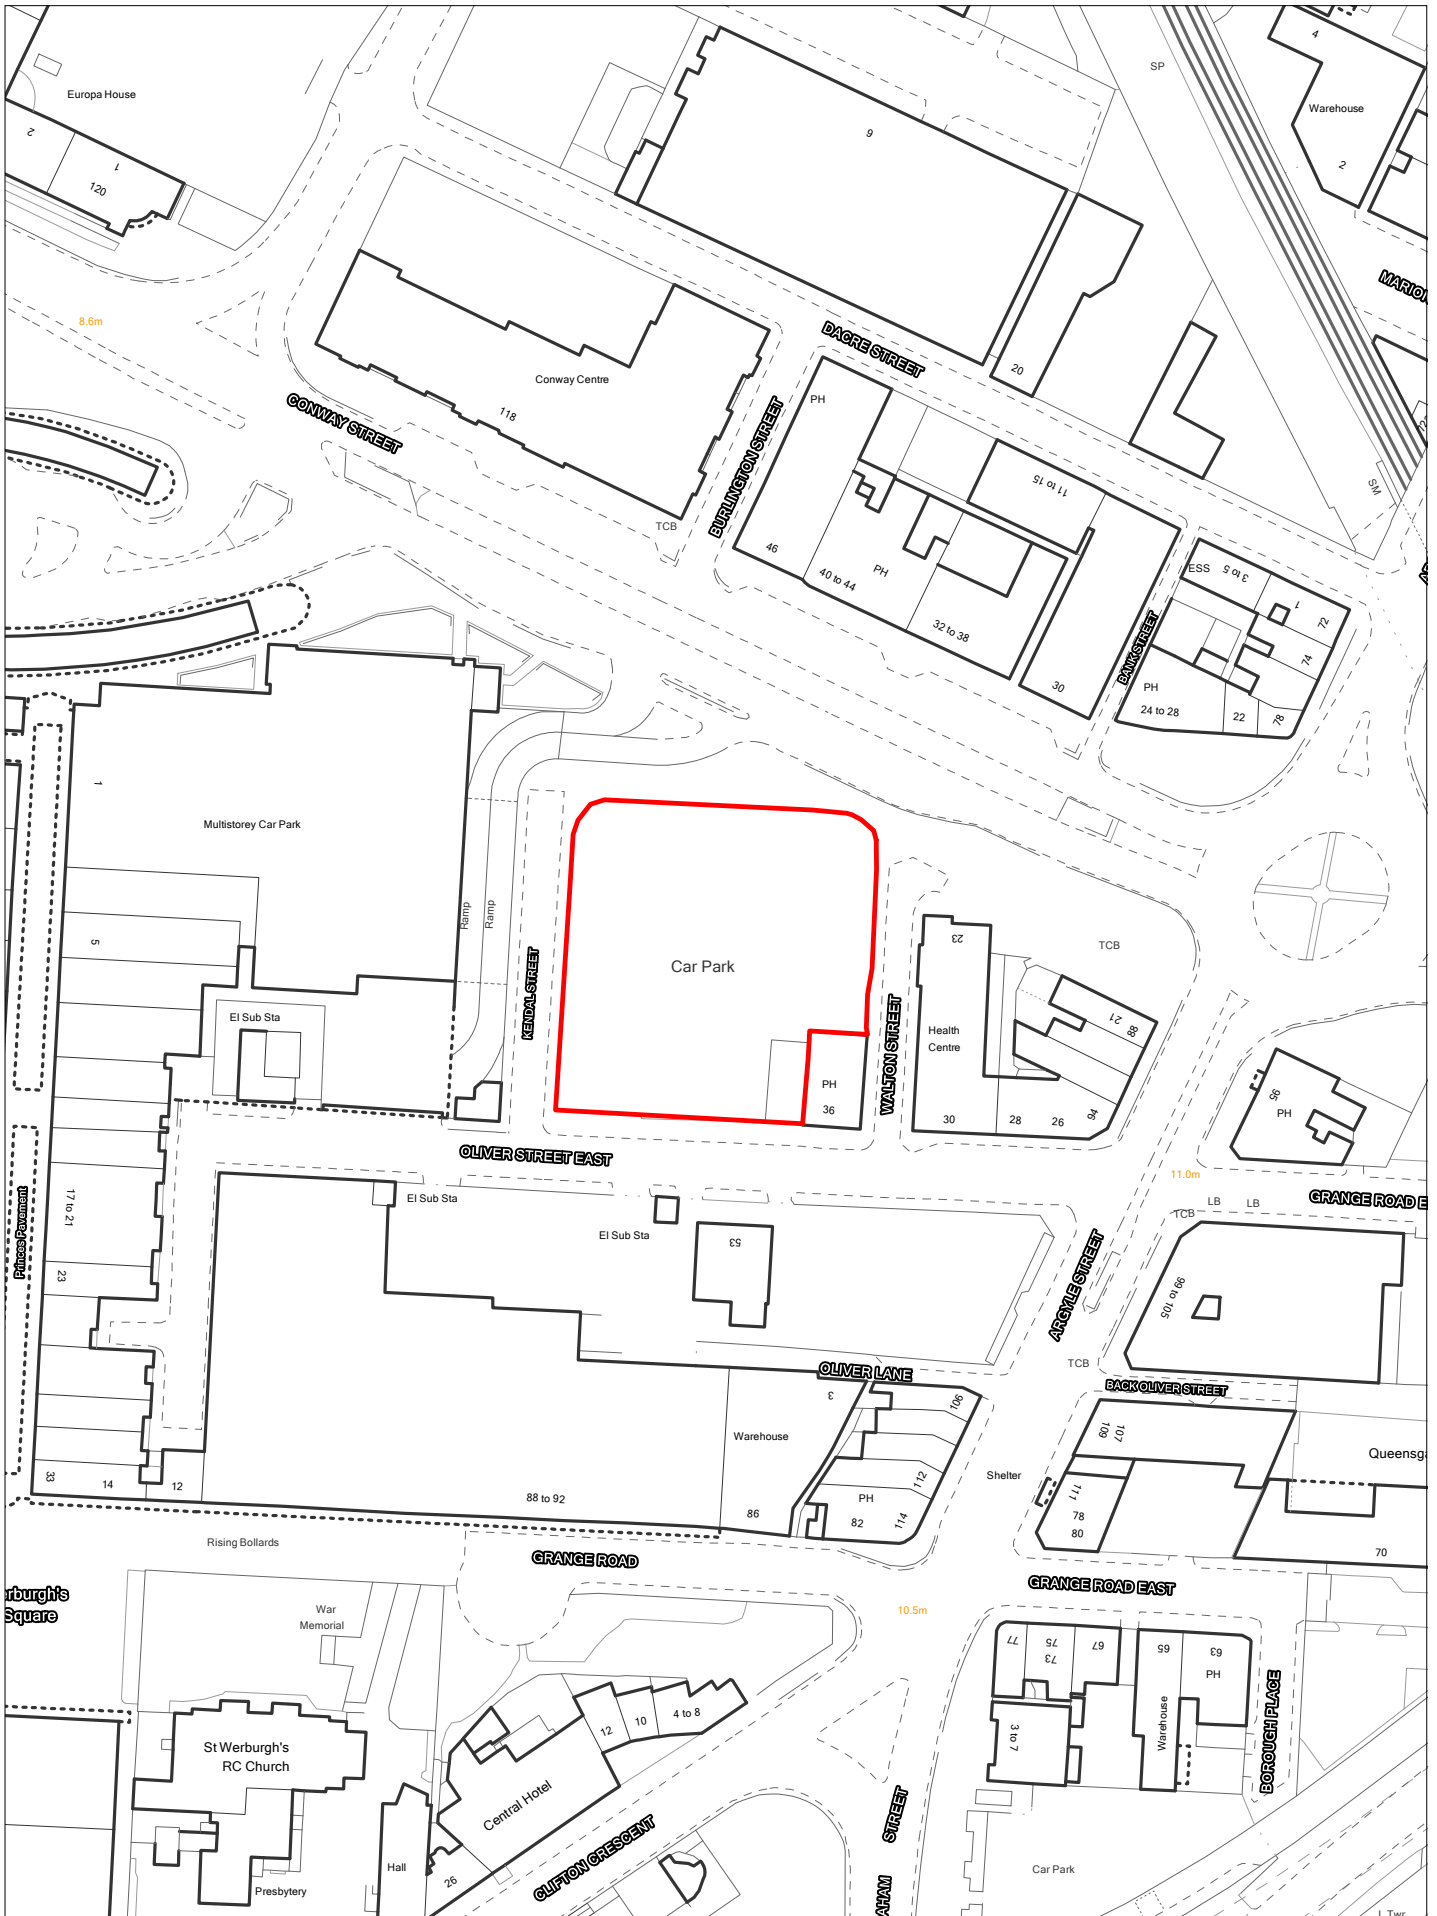 SP
4
Warehouse
2
Europa House
2
1
120
9
MARION
8.6m
DACRE STREET
20
Conway Centre
118
CONWAY STREET
PH
BURLINGTON STREET
11 to 15
SM
TCB
46
40 to 44
PH
32 to 38
30
ESS
3 to 5
1
72
74
BANK STREET
PH
24 to 28
22
78
1
Multistorey Car Park
Ramp
Ramp
5
KENDAL STREET
Car Park
23
TCB
El Sub Sta
WALTON STREET
Health
Centre
21
88
PH
36
30
28
26
94
95
PH
OLIVER STREET EAST
11.0m
GRANGE ROAD E
LB
LB
TCB
El Sub Sta
El Sub Sta
53
17 to 21
Princes Pavement
23
ARGYLE STREET
99 to 105
TCB
OLIVER LANE
BACK OLIVER STREET
3
106
Warehouse
109
107
Queensga
33
14
12
88 to 92
86
PH
82
112
114
Shelter
111
78
80
70
Rising Bollards
GRANGE ROAD
GRANGE ROAD EAST
rburgh's
Square
War
Memorial
10.5m
77
75
73
67
65
63
PH
12
10
4 to 8
St Werburgh's
RC Church
3 to 7
Warehouse
BOROUGH PLACE
Central Hotel
Hall
26
CLIFTON CRESCENT
STREET
AHAM
Car Park
Presbytery